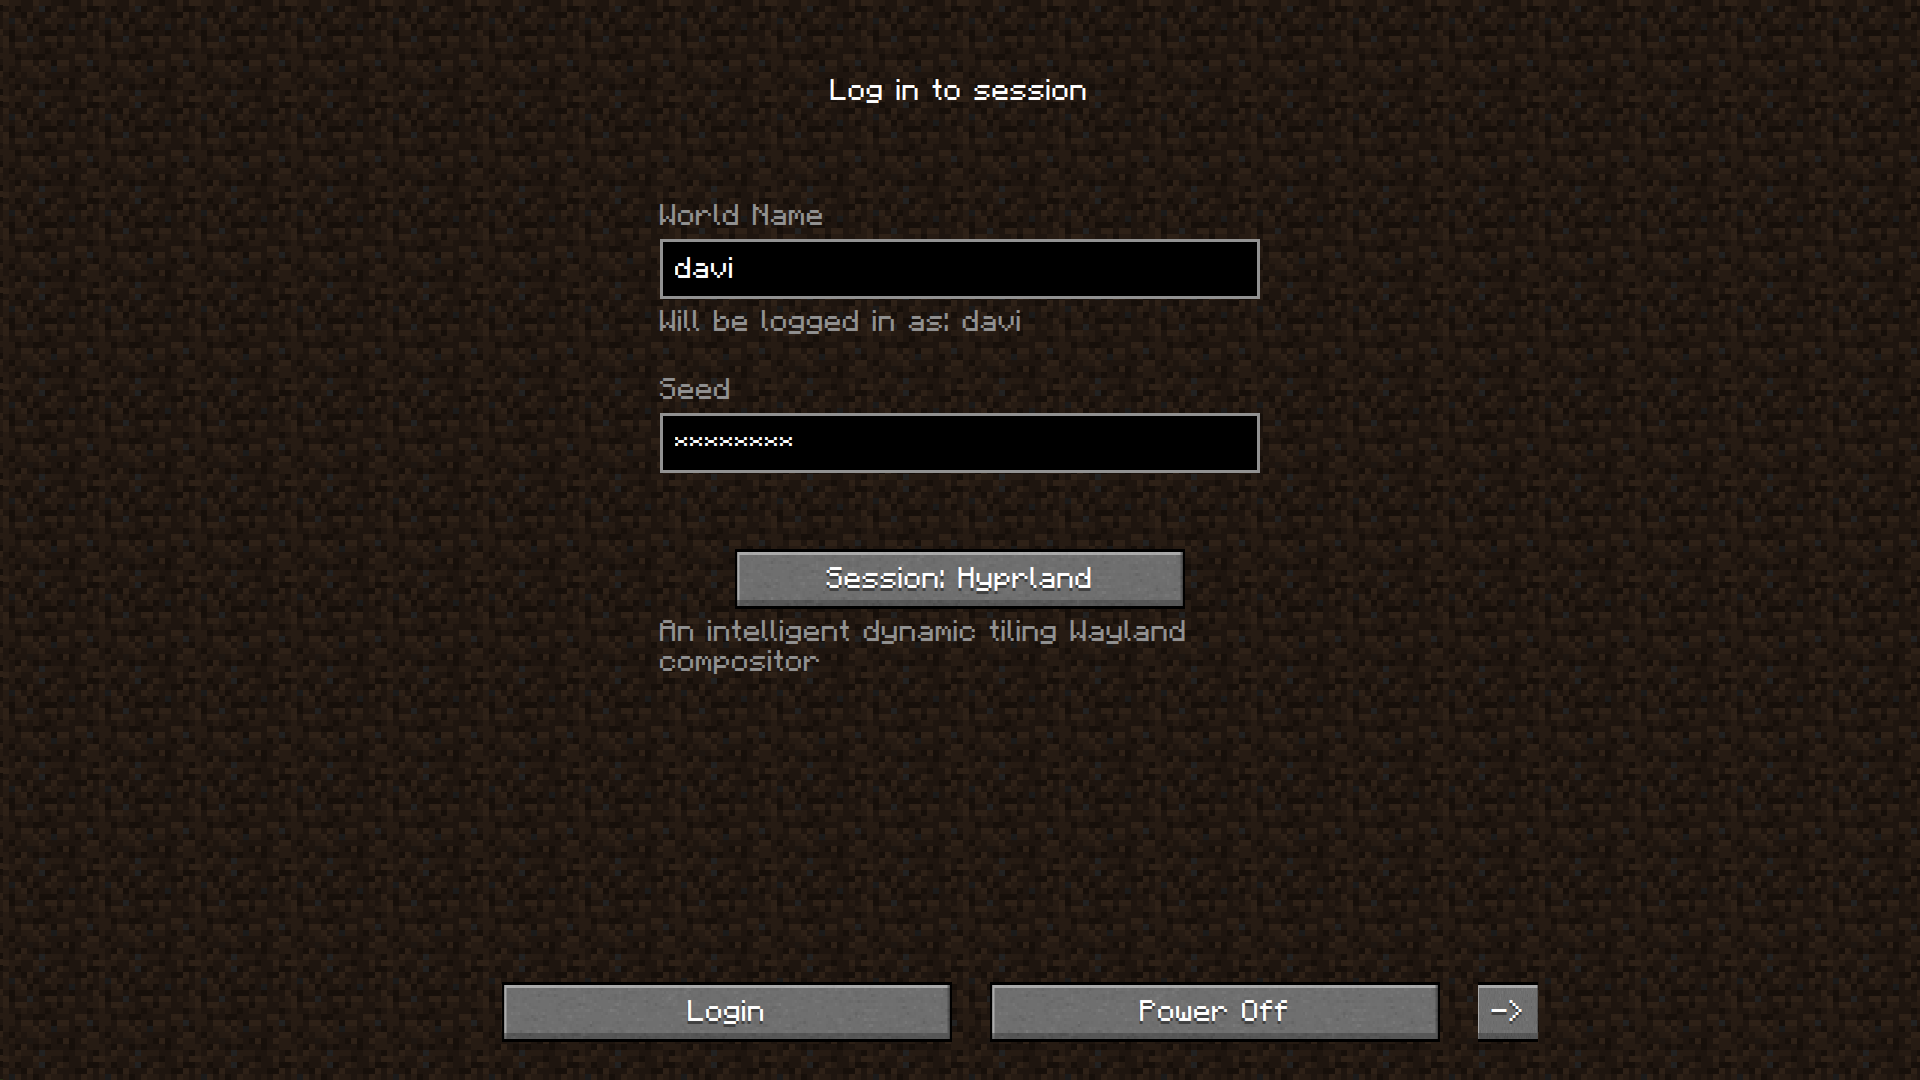 Log in to session
World Name
davi
Will be logged in as: davi
Seed
××××××××
Session: Hyprland
An intelligent dynamic tiling Wayland
compositor
Login
Power Off
->